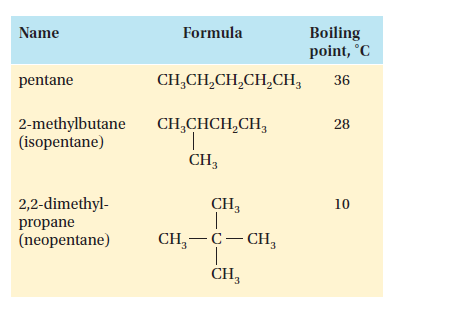 Name Formula Boiling
point, °C
pentane CH₃CH₂CH₂CH₂CH₃ 36
2-methylbutane CH₃CHCH₂CH₃ 28
(isopentane)
CH₃
2,2-dimethyl- CH₃ 10
propane
(neopentane) CH₃—C—CH₃
CH₃